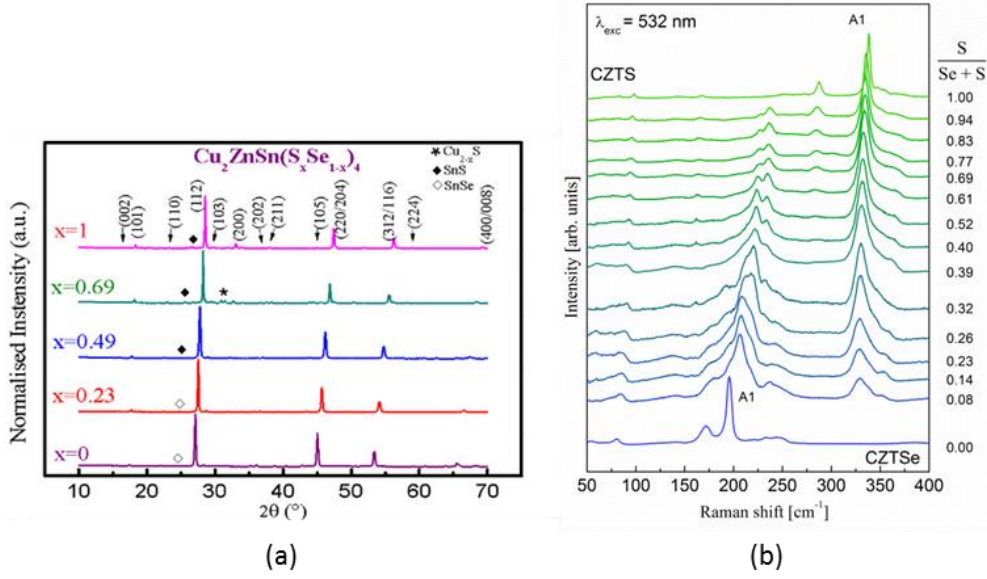 Cu2ZnSn(SxSe1-x)4
* Cu2-xS
◆ SnS
◇ SnSe
(002)
(101)
(110)
(112)
(103)
(200)
(202)
(211)
(105)
(220/204)
(312/116)
(224)
(400/008)
x=1
x=0.69
x=0.49
x=0.23
x=0
Normalised Instensity (a.u.)
10 20 30 40 50 60 70
2θ (°)
(a)
λexc = 532 nm
A1
S
Se + S
CZTS
1.00
0.94
0.83
0.77
0.69
0.61
0.52
0.40
0.39
0.32
0.26
0.23
0.14
0.08
A1
0.00
CZTSe
Intensity [arb. units]
50 100 150 200 250 300 350 400
Raman shift [cm-1]
(b)